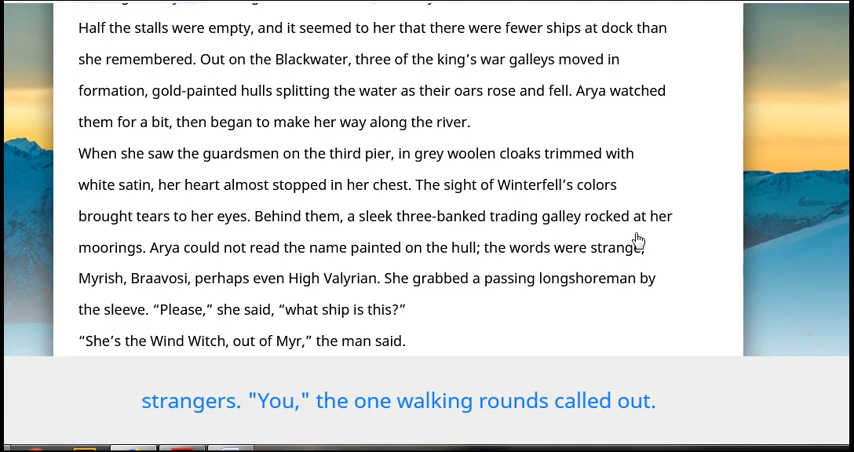 Half the stalls were empty, and it seemed to her that there were fewer ships at dock than
she remembered. Out on the Blackwater, three of the king’s war galleys moved in
formation, gold-painted hulls splitting the water as their oars rose and fell. Arya watched
them for a bit, then began to make her way along the river.
When she saw the guardsmen on the third pier, in grey woolen cloaks trimmed with
white satin, her heart almost stopped in her chest. The sight of Winterfell’s colors
brought tears to her eyes. Behind them, a sleek three-banked trading galley rocked at her
moorings. Arya could not read the name painted on the hull; the words were strange,
Myrish, Braavosi, perhaps even High Valyrian. She grabbed a passing longshoreman by
the sleeve. “Please,” she said, “what ship is this?”
“She’s the Wind Witch, out of Myr,” the man said.
strangers. "You," the one walking rounds called out.